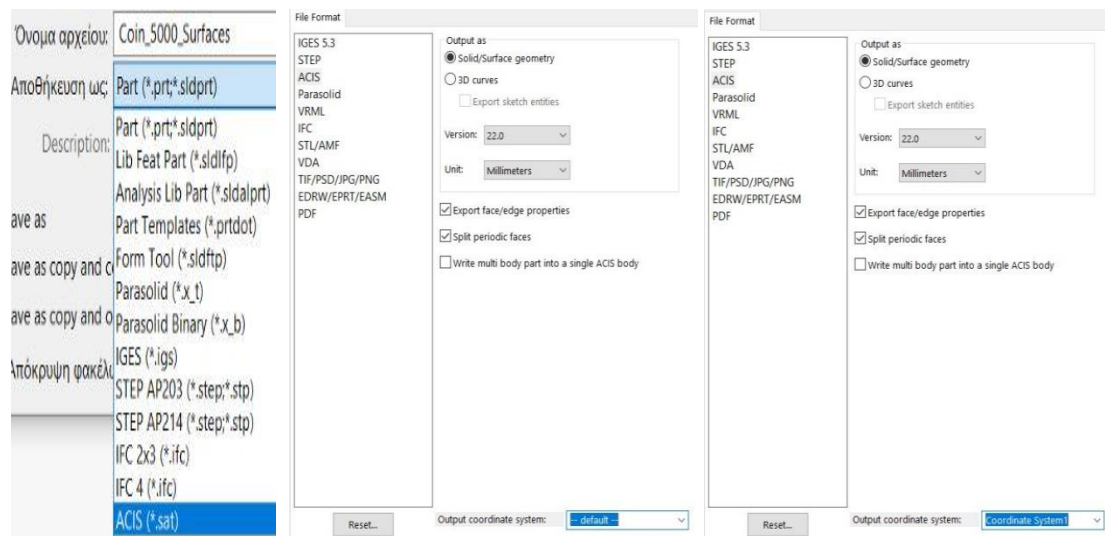 Όνομα αρχείου: Coin_5000_Surfaces
Αποθήκευση ως: Part (*.prt;*.sldprt)
Description:
Part (*.prt;*.sldprt)
Lib Feat Part (*.sldlfp)
Analysis Lib Part (*.sldalprt)
Part Templates (*.prtdot)
Form Tool (*.sldftp)
Parasolid (*.x_t)
Parasolid Binary (*.x_b)
IGES (*.igs)
STEP AP203 (*.step;*.stp)
STEP AP214 (*.step;*.stp)
IFC 2x3 (*.ifc)
IFC 4 (*.ifc)
ACIS (*.sat)
ave as
ave as copy and c
ave as copy and o
Απόκρυψη φακέλω
File Format
IGES 5.3
STEP
ACIS
Parasolid
VRML
IFC
STL/AMF
VDA
TIF/PSD/JPG/PNG
EDRW/EPRT/EASM
PDF
Output as
Solid/Surface geometry
3D curves
Export sketch entities
Version: 22.0
Unit: Millimeters
Export face/edge properties
Split periodic faces
Write multi body part into a single ACIS body
Reset...
Output coordinate system: -- default --
File Format
IGES 5.3
STEP
ACIS
Parasolid
VRML
IFC
STL/AMF
VDA
TIF/PSD/JPG/PNG
EDRW/EPRT/EASM
PDF
Output as
Solid/Surface geometry
3D curves
Export sketch entities
Version: 22.0
Unit: Millimeters
Export face/edge properties
Split periodic faces
Write multi body part into a single ACIS body
Reset...
Output coordinate system: Coordinate System1